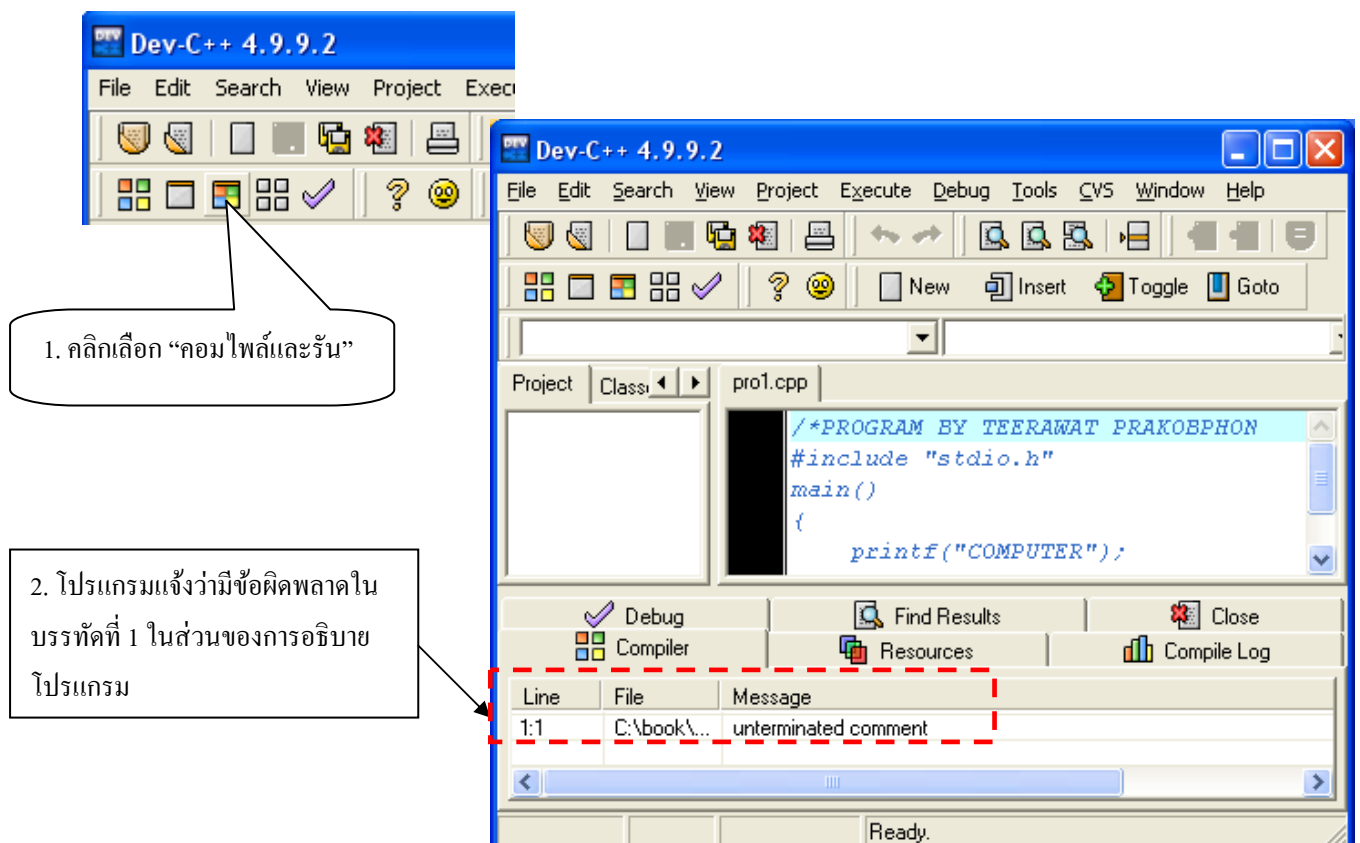 Dev-C++ 4.9.9.2
File Edit Search View Project
1. คลิกเลือก “คอมไพล์และรัน”
2. โปรแกรมแจ้งว่ามีข้อผิดพลาดใน
บรรทัดที่ 1 ในส่วนของการอธิบาย
โปรแกรม
Dev-C++ 4.9.9.2
File Edit Search View Project Execute Debug Tools CVS Window Help
New Insert Toggle Goto
Project Class pro1.cpp
/*PROGRAM BY TEERAWAT PRAKOBPHON
#include "stdio.h"
main()
{
printf("COMPUTER");
Debug Find Results Close
Compiler Resources Compile Log
Line File Message
1:1 C:\book\... unterminated comment
Ready.